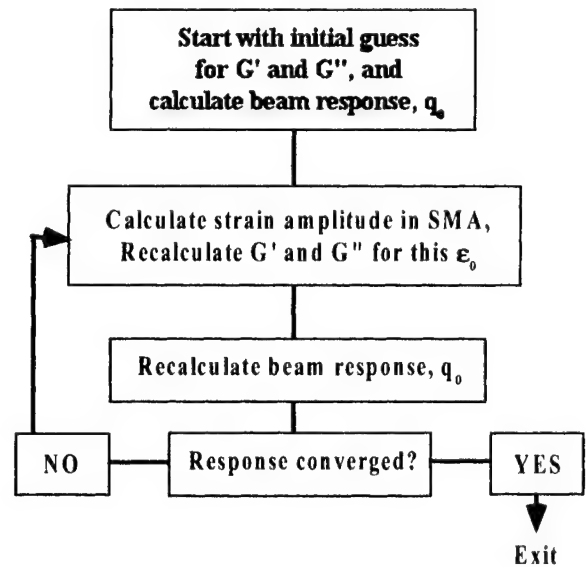 Start with initial guess
for G' and G'', and
calculate beam response, q₀
Calculate strain amplitude in SMA,
Recalculate G' and G" for this ε₀
Recalculate beam response, q₀
NO
Response converged?
YES
Exit